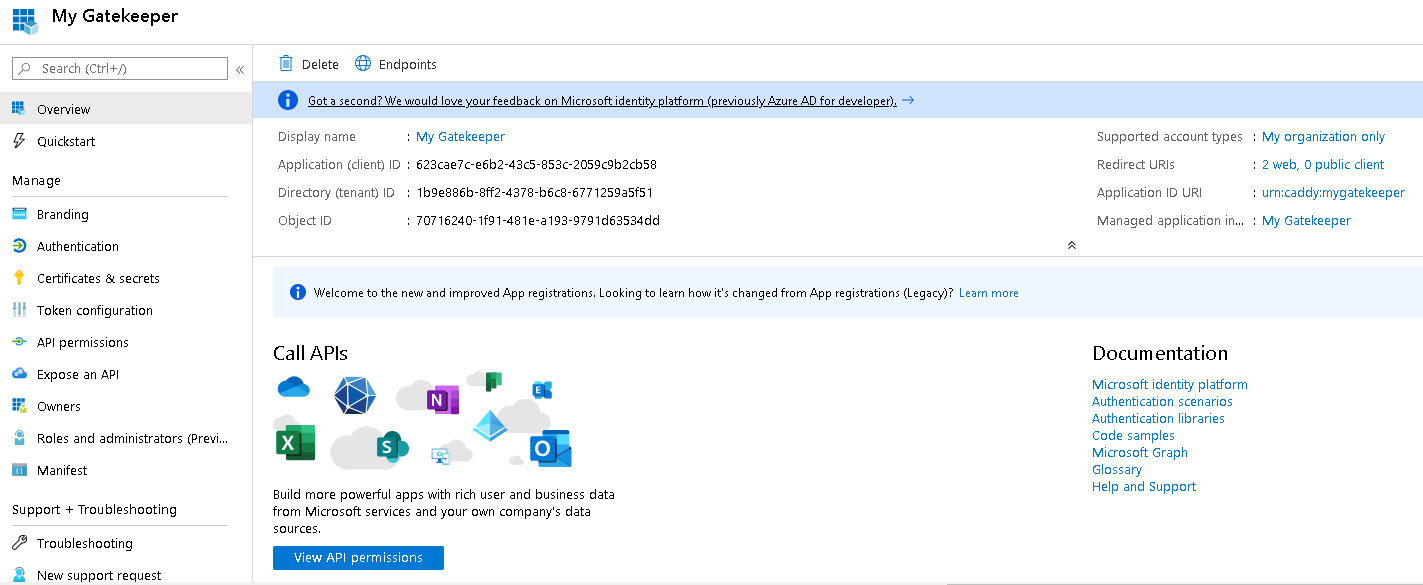 My Gatekeeper
Search (Ctrl+/)
«
Overview
Quickstart
Manage
Branding
Authentication
Certificates & secrets
Token configuration
API permissions
Expose an API
Owners
Roles and administrators (Previ...
Manifest
Support + Troubleshooting
Troubleshooting
New support request
Delete Endpoints
Got a second? We would love your feedback on Microsoft identity platform (previously Azure AD for developer). →
Display name : My Gatekeeper
Application (client) ID : 623cae7c-e6b2-43c5-853c-2059c9b2cb58
Directory (tenant) ID : 1b9e886b-8ff2-4378-b6c8-6771259a5f51
Object ID : 70716240-1f91-481e-a193-9791d63534dd
Supported account types : My organization only
Redirect URIs : 2 web, 0 public client
Application ID URI : urn:caddy:mygatekeeper
Managed application in... : My Gatekeeper
Welcome to the new and improved App registrations. Looking to learn how it's changed from App registrations (Legacy)? Learn more
Call APIs
N
E
X
S
O
Build more powerful apps with rich user and business data
from Microsoft services and your own company's data
sources.
View API permissions
Documentation
Microsoft identity platform
Authentication scenarios
Authentication libraries
Code samples
Microsoft Graph
Glossary
Help and Support